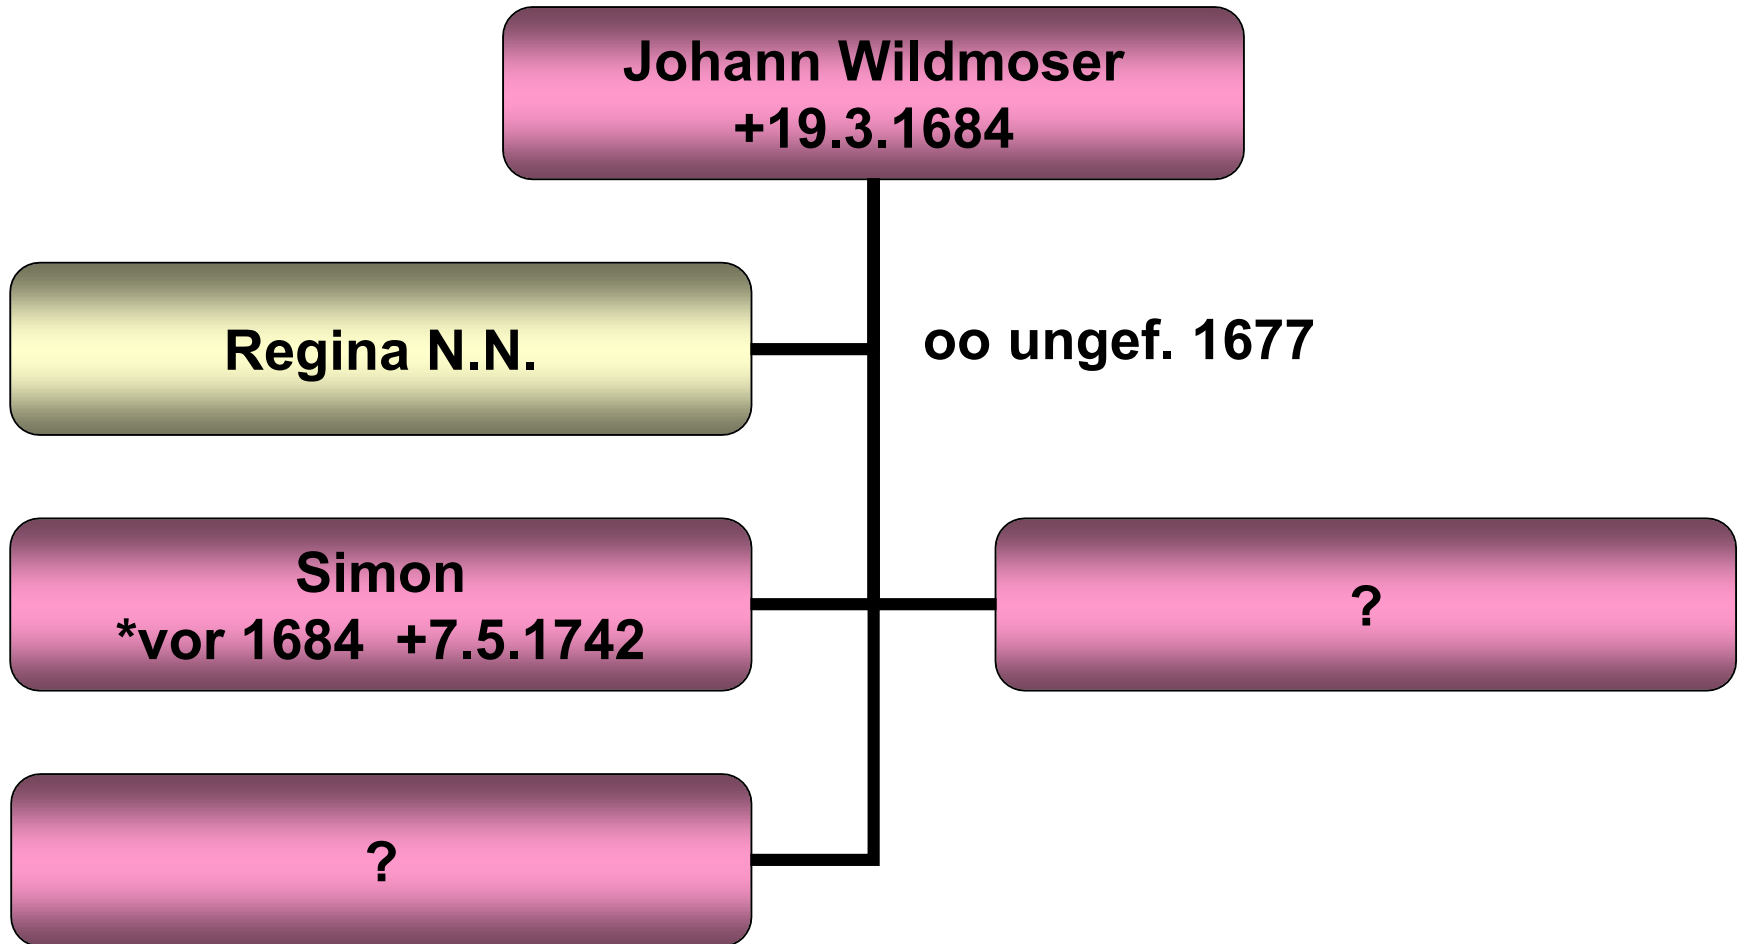 Johann Wildmoser
+19.3.1684
Regina N.N.
oo ungef. 1677
Simon
*vor 1684  +7.5.1742
?
?